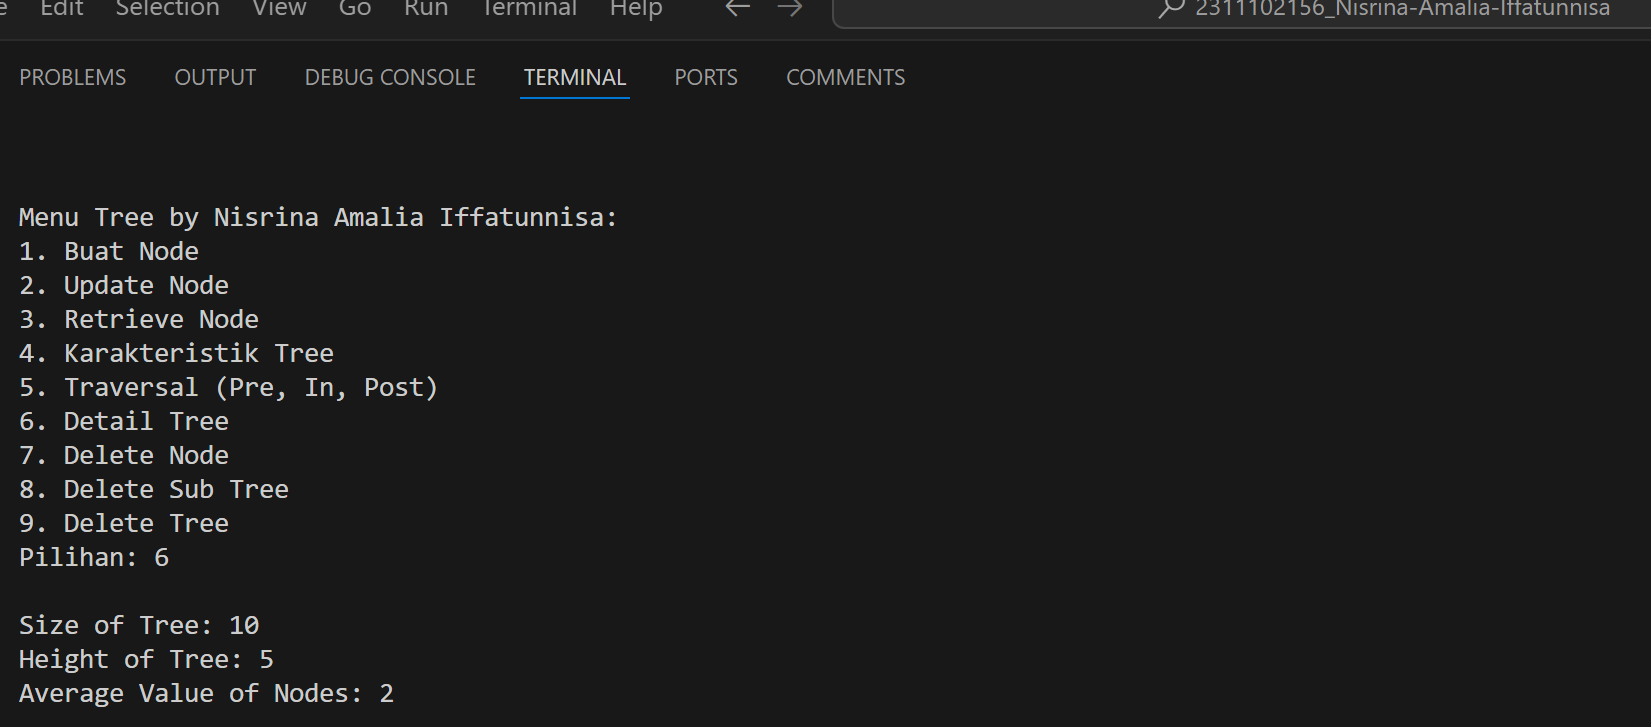 Edit Selection View Go Run Terminal Help 2311102156_Nisrina-Amalia-Iffatunnisa
PROBLEMS OUTPUT DEBUG CONSOLE TERMINAL PORTS COMMENTS
Menu Tree by Nisrina Amalia Iffatunnisa:
1. Buat Node
2. Update Node
3. Retrieve Node
4. Karakteristik Tree
5. Traversal (Pre, In, Post)
6. Detail Tree
7. Delete Node
8. Delete Sub Tree
9. Delete Tree
Pilihan: 6
Size of Tree: 10
Height of Tree: 5
Average Value of Nodes: 2